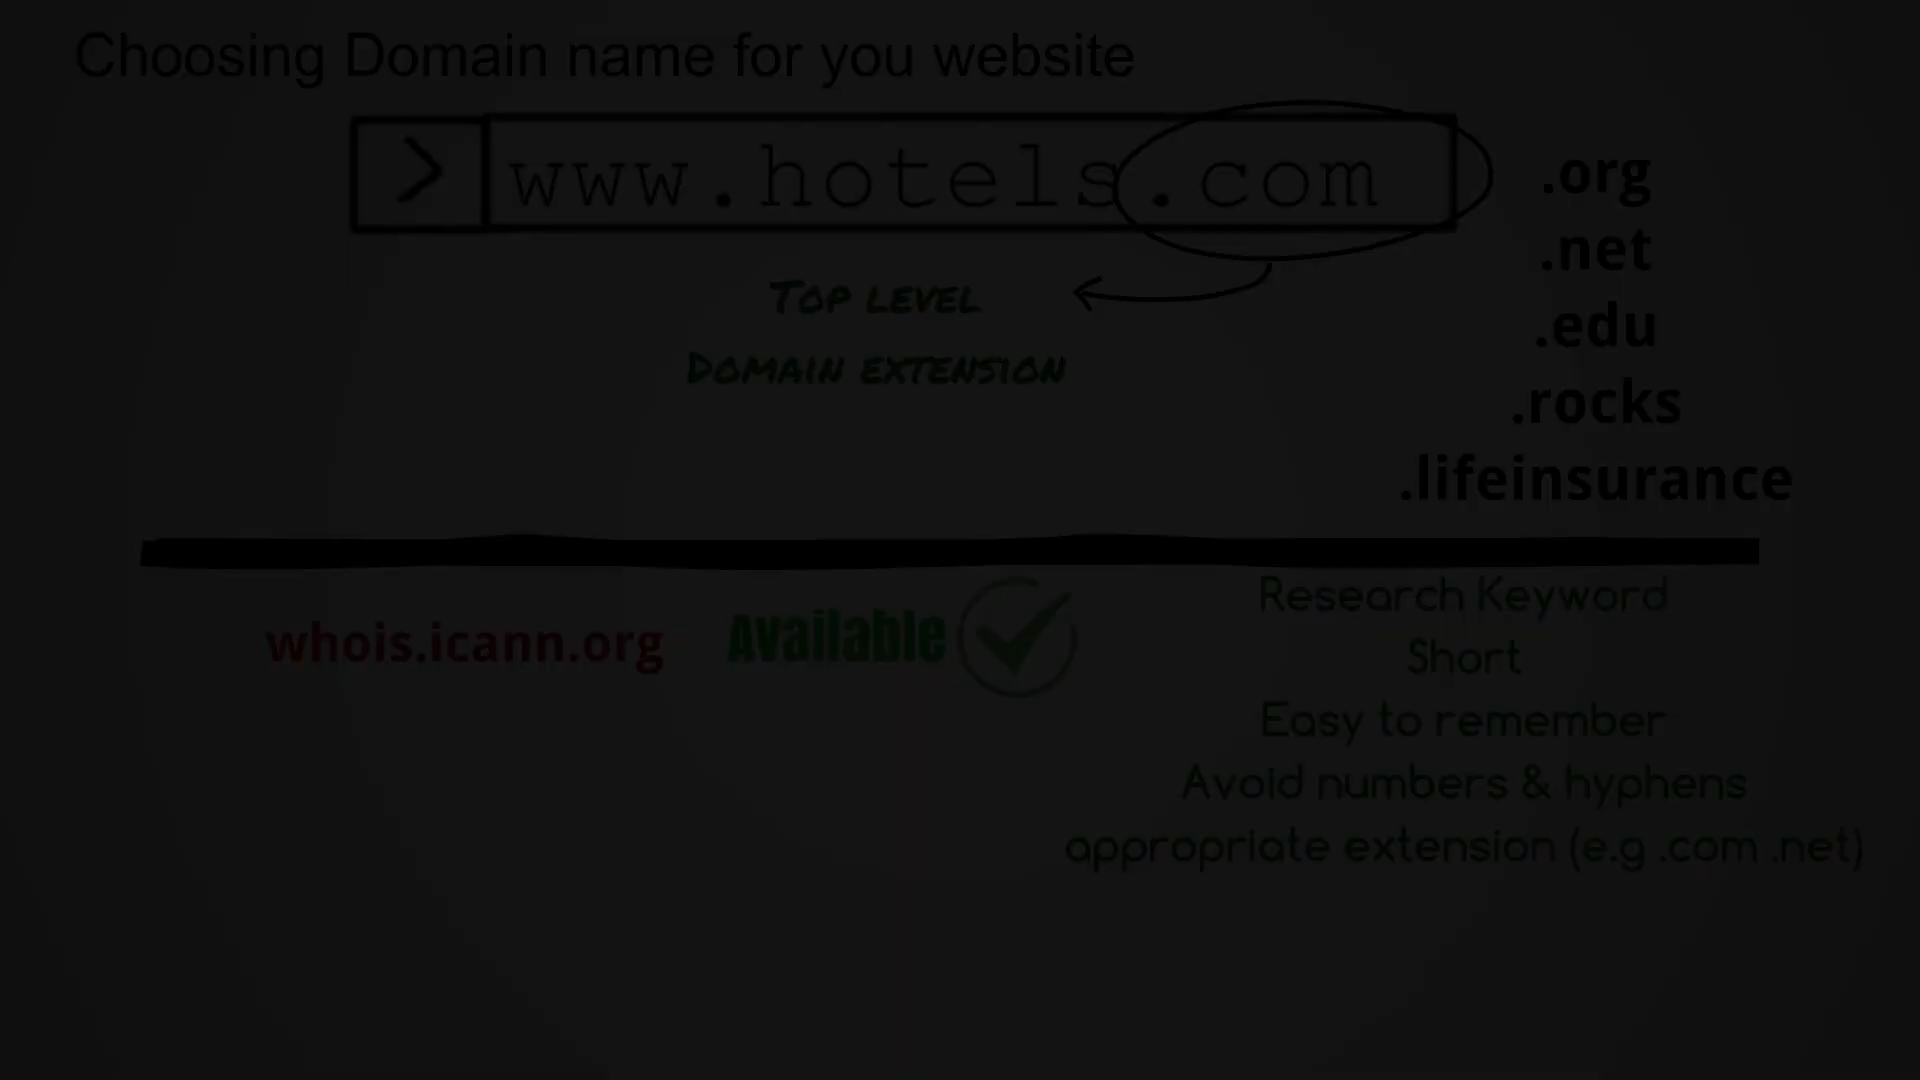 Choosing Domain name for you website
> www.hotels.com
Top level
Domain extension
.org
.net
.edu
.rocks
.lifeinsurance
whois.icann.org
Available
Research Keyword
Short
Easy to remember
Avoid numbers & hyphens
appropriate extension (e.g .com .net)